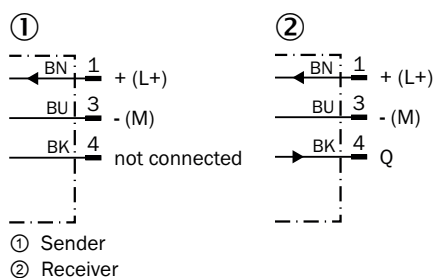 ① ②
BN 1 + (L+) BN 1 + (L+)
BU 3 - (M) BU 3 - (M)
BK 4 not connected BK 4 Q
① Sender
② Receiver